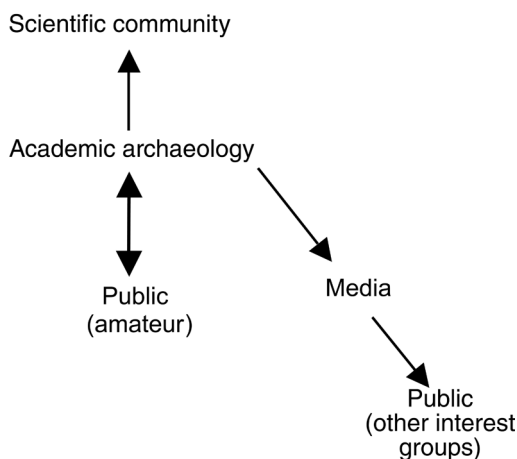 Scientific community
Academic archaeology
Public
(amateur)
Media
Public
(other interest
groups)